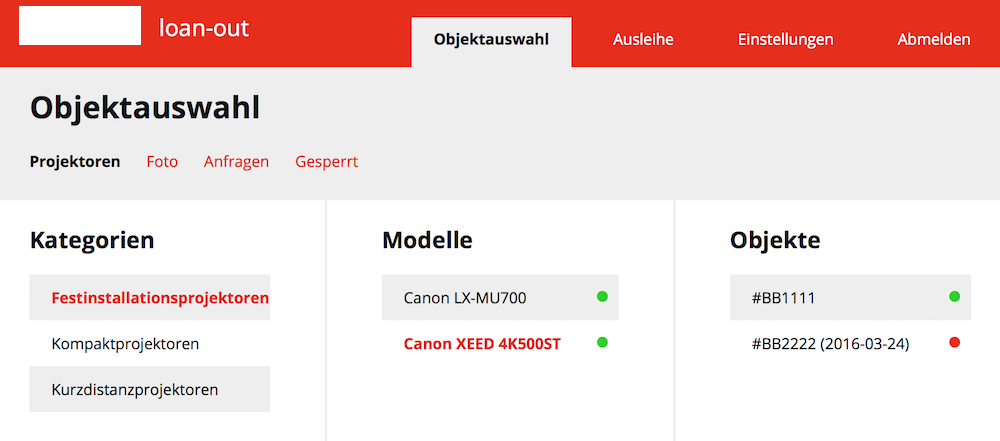 loan-out
Objektauswahl Ausleihe Einstellungen Abmelden
Objektauswahl
Projektoren Foto Anfragen Gesperrt
Kategorien
Festinstallationsprojektoren
Kompaktprojektoren
Kurzdistanzprojektoren
Modelle
Canon LX-MU700
Canon XEED 4K500ST
Objekte
#BB1111
#BB2222 (2016-03-24)